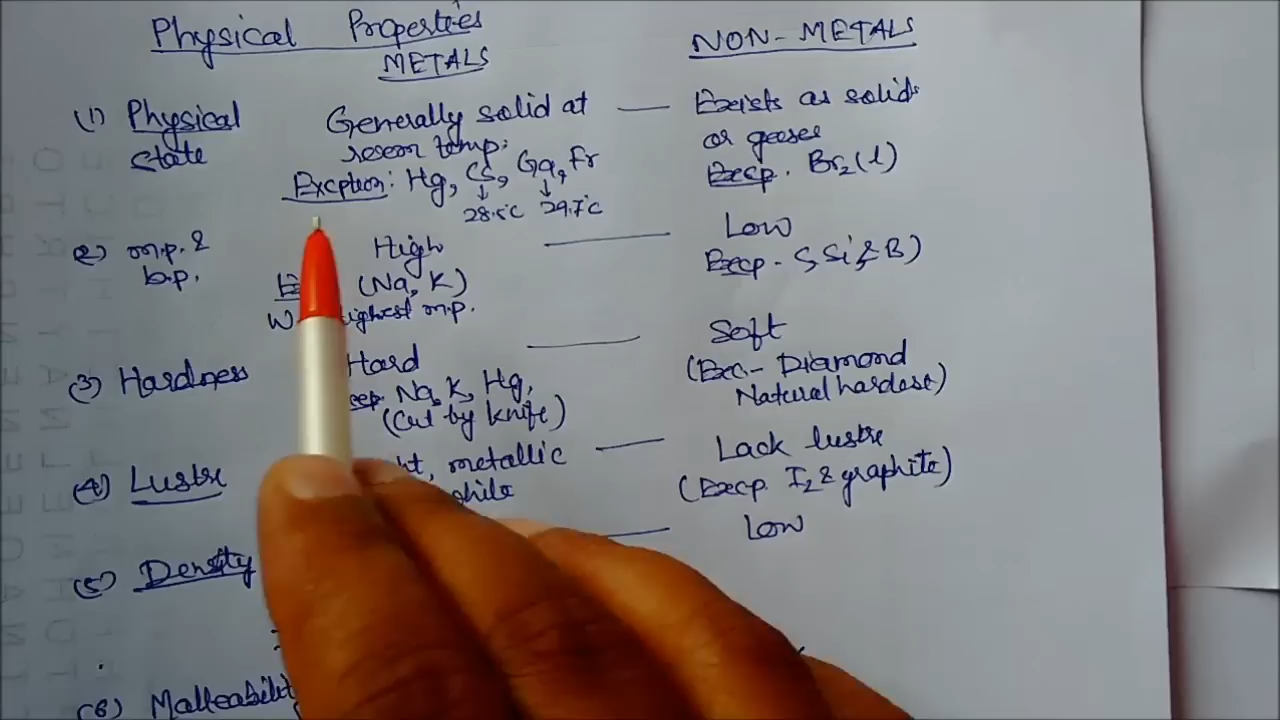 Physical Properties
METALS
NON-METALS
(1) Physical state
Generally solid at
room temp.
Excption: Hg, Cs, Ga, Fr
28.5°C 29.7°C
Exists as solids
or geeses
Excp. Br2(l)
(2) m.p. &
b.p.
High
(Na, K)
highest m.p.
Low
Excp - S, Si & B)
(3) Hardness
Hard
Na, K, Hg,
(Cut by knife)
Soft
(Exc.- Diamond
Natural hardest)
(4) Lustre
metallic
Lack lustre
(Excp. I2 & graphite)
(5) Density
Low
(6) Malleability